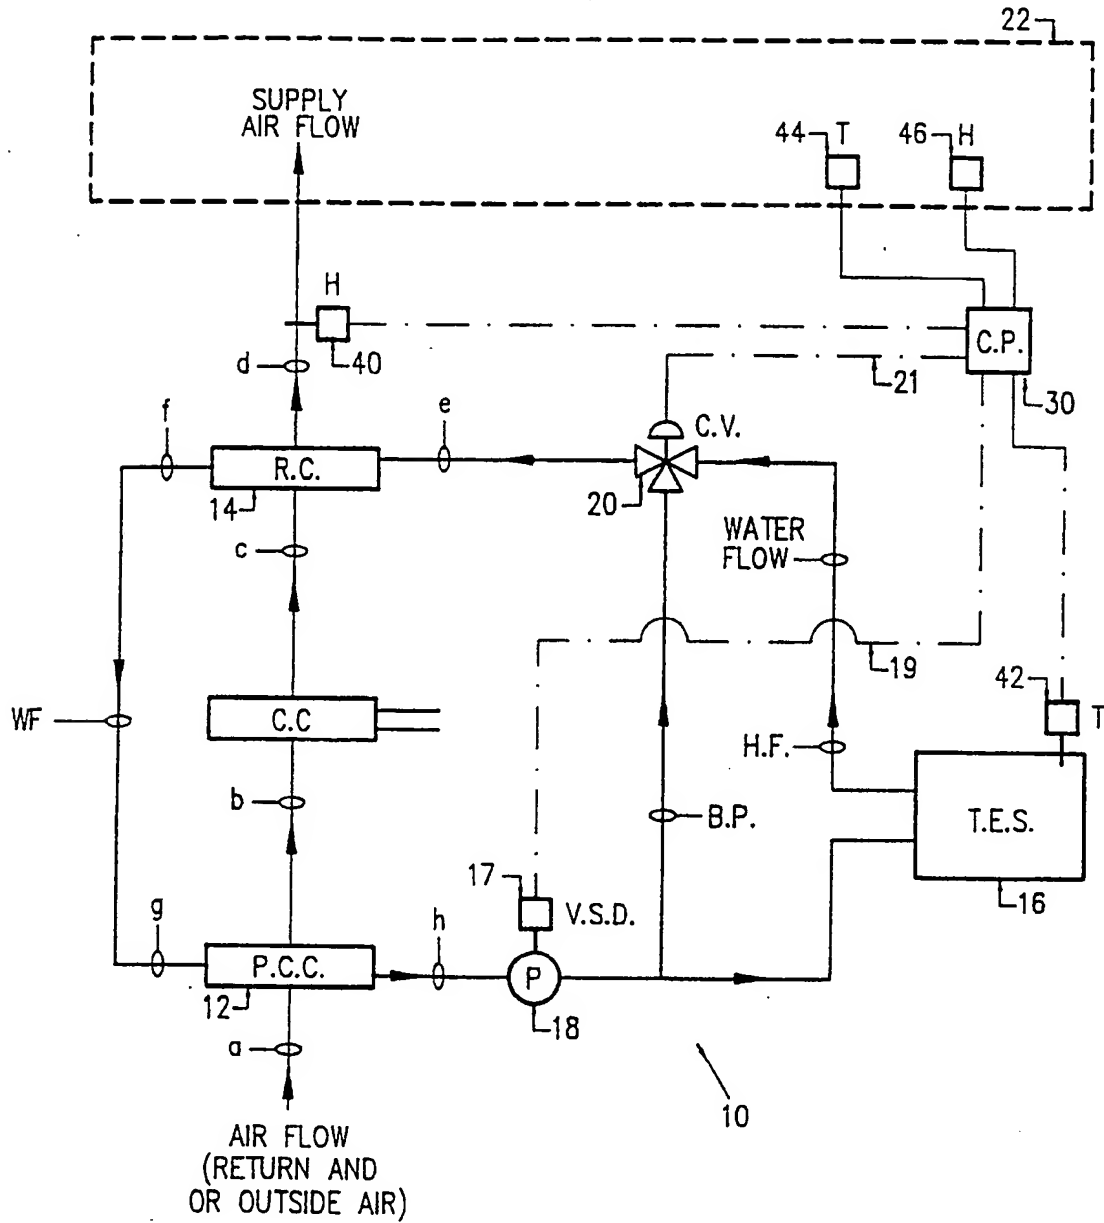 22
SUPPLY
AIR FLOW
44 T
46 H
H
40
C.P.
30
21
d
f
e
C.V.
R.C.
14
20
c
WATER
FLOW
19
42
T
WF
C.C
H.F.
b
B.P.
T.E.S.
16
17
V.S.D.
g
h
P.C.C.
12
P
18
a
10
AIR FLOW
(RETURN AND
OR OUTSIDE AIR)